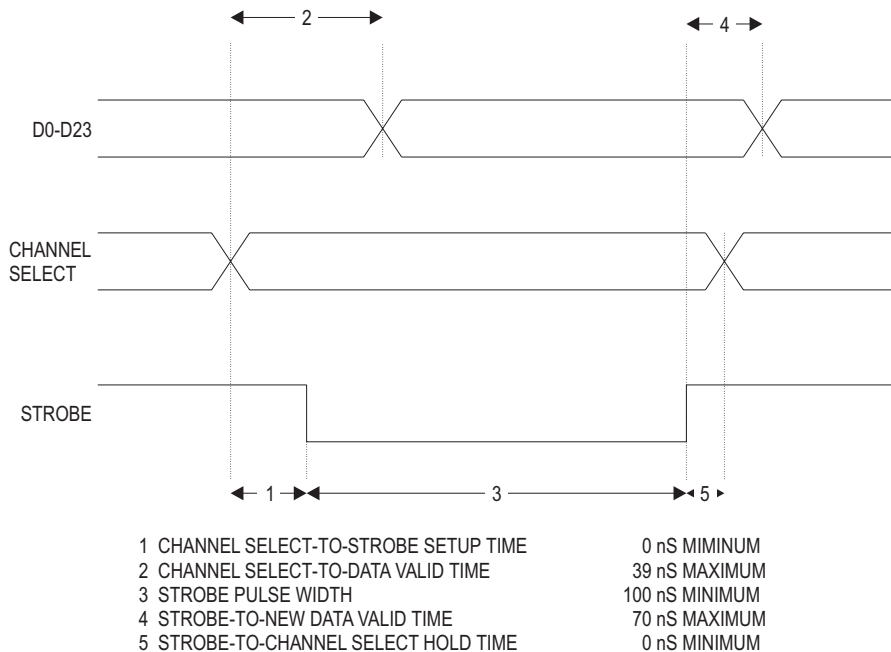 2
4
D0-D23
CHANNEL
SELECT
STROBE
1
3
5
1 CHANNEL SELECT-TO-STROBE SETUP TIME 0 nS MIMINUM
2 CHANNEL SELECT-TO-DATA VALID TIME 39 nS MAXIMUM
3 STROBE PULSE WIDTH 100 nS MINIMUM
4 STROBE-TO-NEW DATA VALID TIME 70 nS MAXIMUM
5 STROBE-TO-CHANNEL SELECT HOLD TIME 0 nS MINIMUM